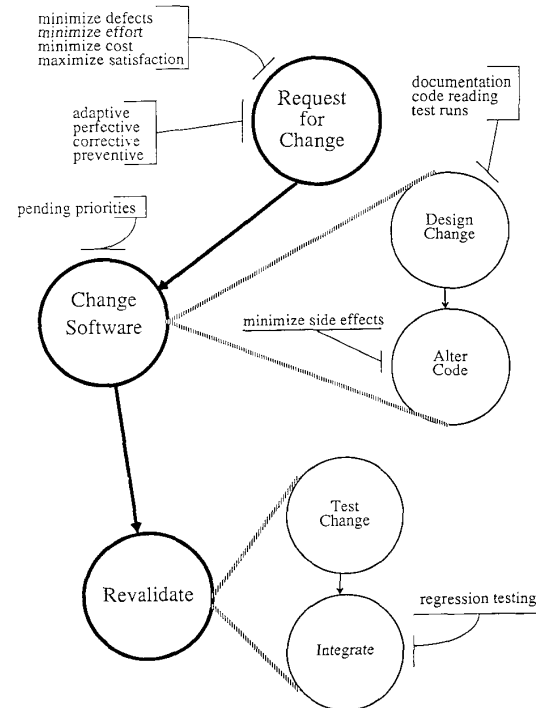 minimize defects
minimize effort
minimize cost
maximize satisfaction
Request
for
Change
adaptive
perfective
corrective
preventive
documentation
code reading
test runs
pending priorities
Design
Change
Change
Software
minimize side effects
Alter
Code
Test
Change
Revalidate
regression testing
Integrate